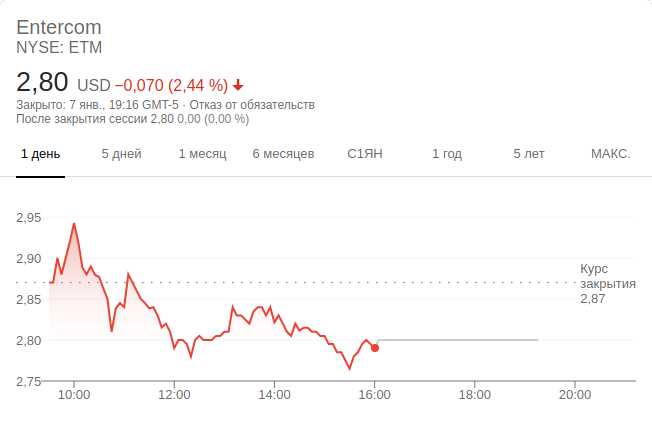 Entercom
NYSE: ETM
2,80 USD −0,070 (2,44 %)
Закрыто: 7 янв., 19:16 GMT-5 · Отказ от обязательств
После закрытия сессии 2,80 0,00 (0,00 %)
1 день 5 дней 1 месяц 6 месяцев С1ЯН 1 год 5 лет МАКС.
2,95
2,90
2,85
2,80
2,75
Курс
закрытия
2,87
10:00 12:00 14:00 16:00 18:00 20:00